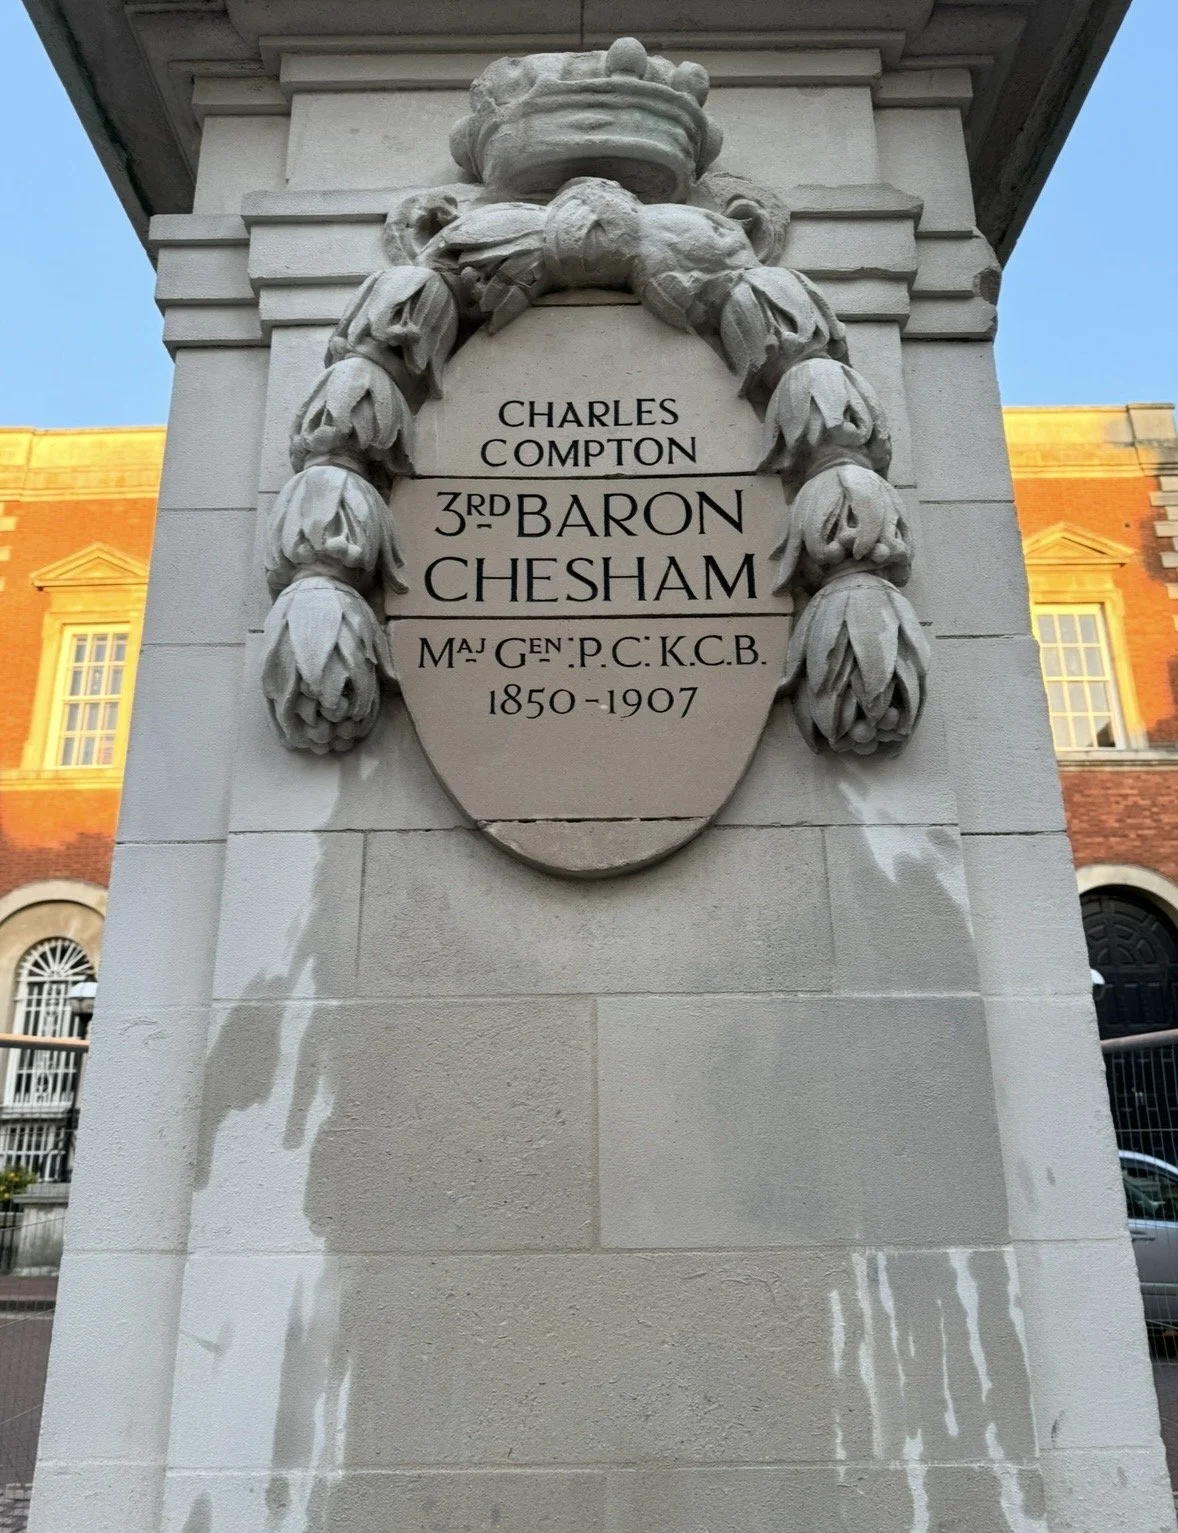 CHARLES
COMPTON
3RD BARON
CHESHAM
MAJ GEN: P.C. K.C.B.
1850-1907